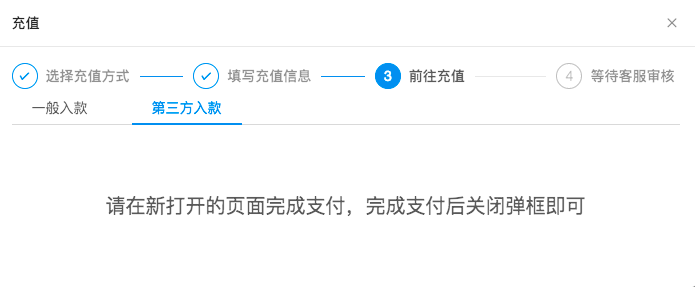 充值
选择充值方式 填写充值信息 3 前往充值 4 等待客服审核
一般入款 第三方入款
请在新打开的页面完成支付，完成支付后关闭弹框即可